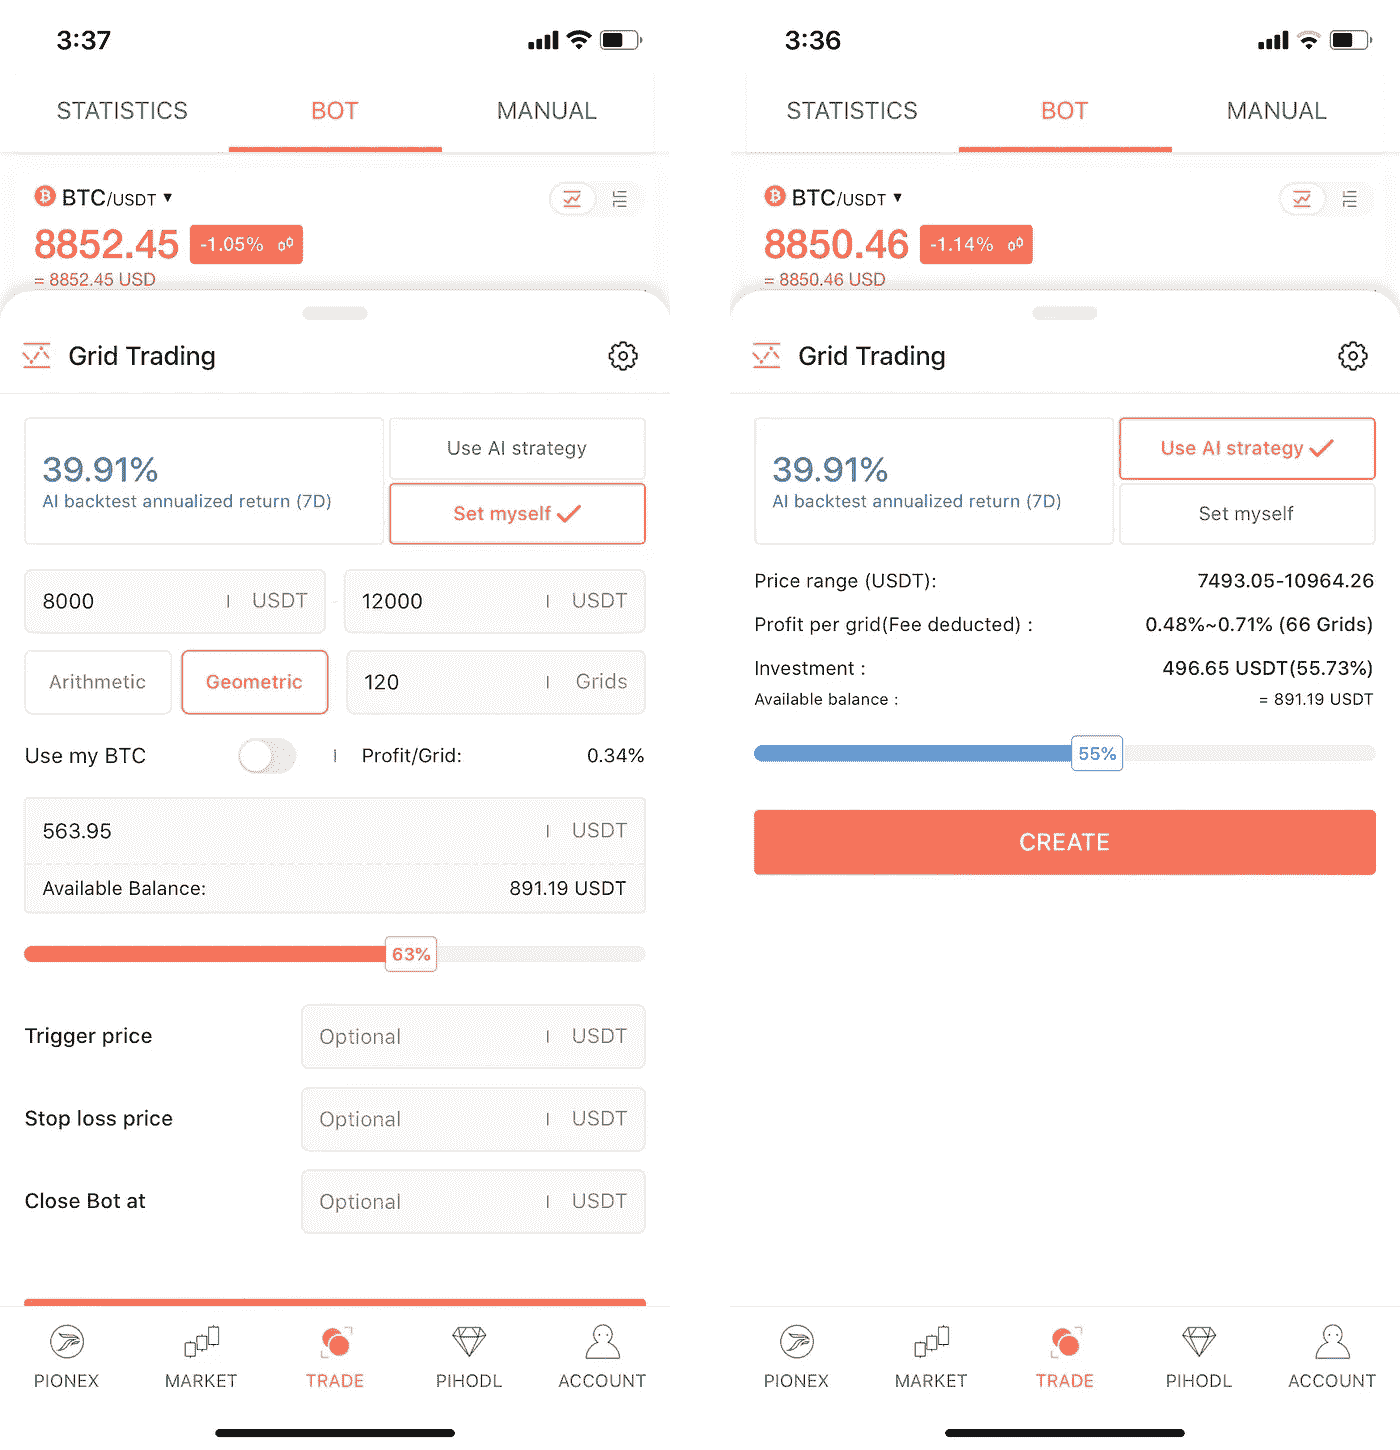 3:37
STATISTICS BOT MANUAL
BTC/USDT
8852.45 -1.05%
= 8852.45 USD
Grid Trading
39.91%
AI backtest annualized return (7D)
Use AI strategy
Set myself
8000 USDT - 12000 USDT
Arithmetic Geometric 120 Grids
Use my BTC Profit/Grid: 0.34%
563.95 USDT
Available Balance: 891.19 USDT
63%
Trigger price Optional USDT
Stop loss price Optional USDT
Close Bot at Optional USDT
PIONEX MARKET TRADE PIHODL ACCOUNT
3:36
STATISTICS BOT MANUAL
BTC/USDT
8850.46 -1.14%
= 8850.46 USD
Grid Trading
39.91%
AI backtest annualized return (7D)
Use AI strategy
Set myself
Price range (USDT): 7493.05-10964.26
Profit per grid(Fee deducted) : 0.48%~0.71% (66 Grids)
Investment : 496.65 USDT(55.73%)
Available balance : = 891.19 USDT
55%
CREATE
PIONEX MARKET TRADE PIHODL ACCOUNT